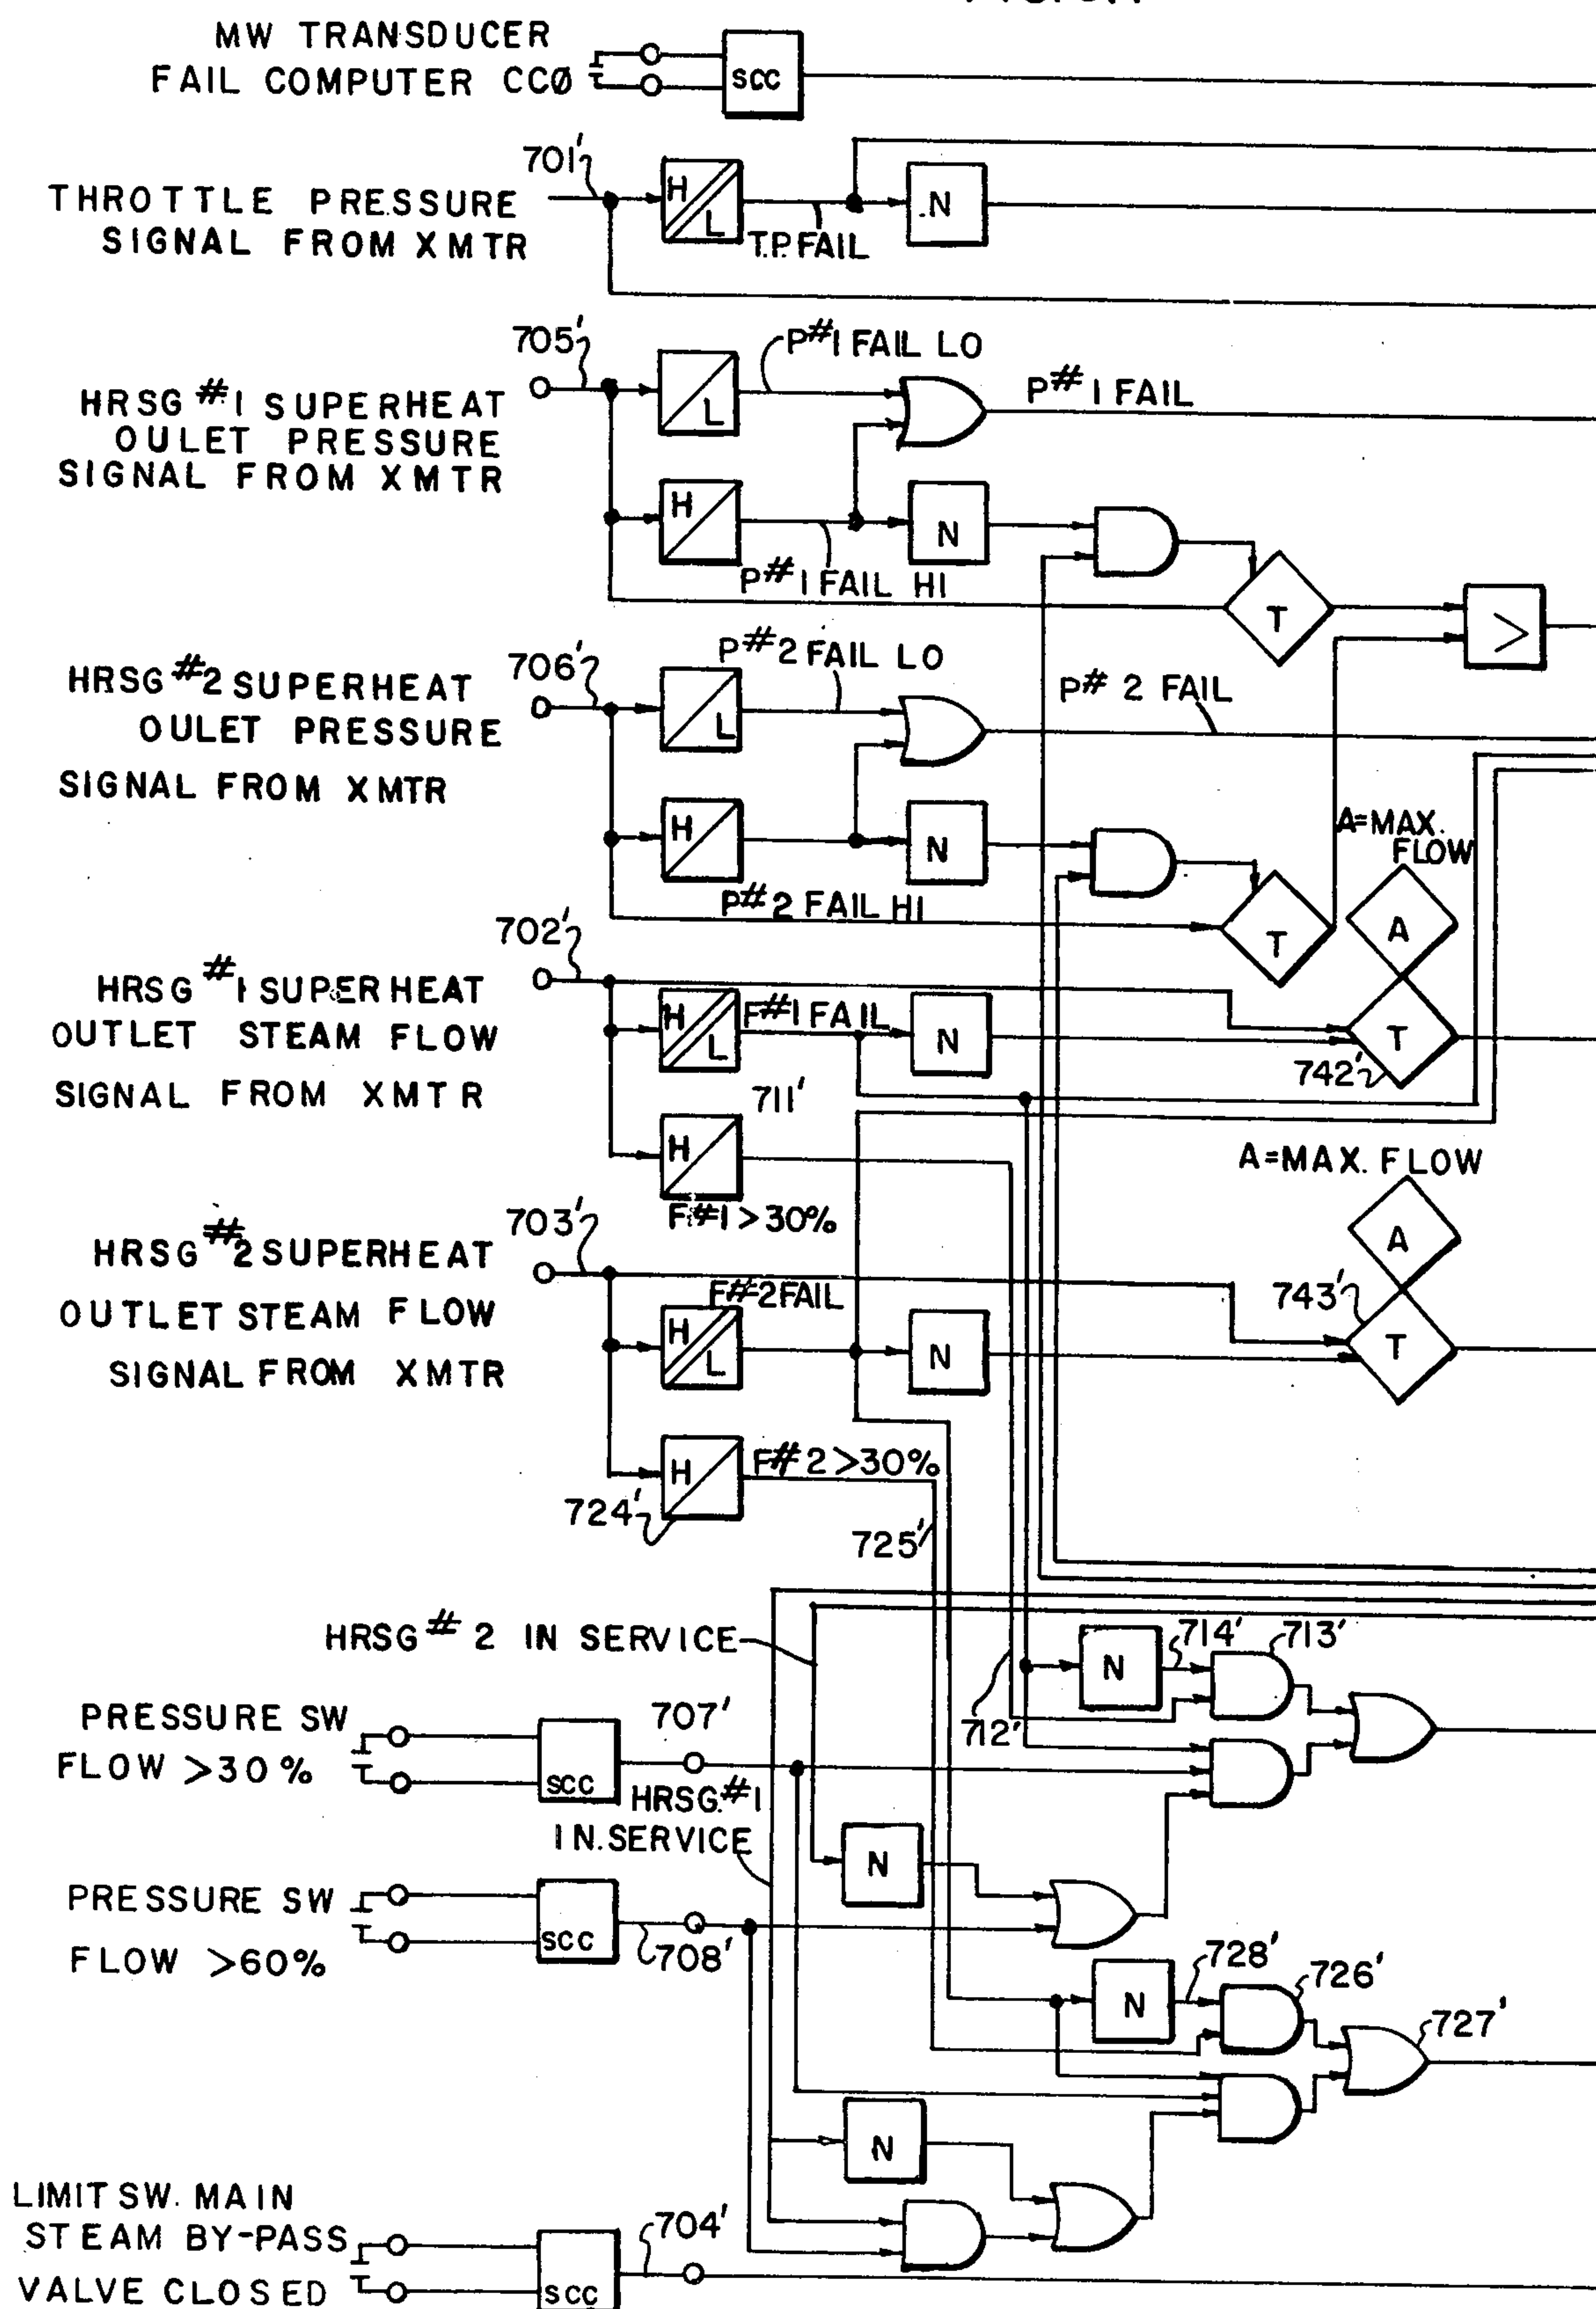 MW TRANSDUCER
FAIL COMPUTER CCØ
SCC
701'
THROTTLE PRESSURE
SIGNAL FROM XMTR
H
L
T.P. FAIL
N
705'
HRSG #1 SUPERHEAT
OULET PRESSURE
SIGNAL FROM XMTR
L
P#1 FAIL LO
P#1 FAIL
H
N
P#1 FAIL HI
T
>
706'
HRSG #2 SUPERHEAT
OULET PRESSURE
SIGNAL FROM XMTR
L
P#2 FAIL LO
P#2 FAIL
H
N
P#2 FAIL HI
T
A=MAX.
FLOW
A
702'
HRSG #1 SUPERHEAT
OUTLET STEAM FLOW
SIGNAL FROM XMTR
H
L
F#1 FAIL
N
T
742'
711'
H
F#1 >30%
A=MAX. FLOW
A
703'
HRSG #2 SUPERHEAT
OUTLET STEAM FLOW
SIGNAL FROM XMTR
F#2 FAIL
H
L
N
743'
T
H
F#2 >30%
724'
725'
HRSG #2 IN SERVICE
N
714'
713'
712'
PRESSURE SW
FLOW >30%
SCC
707'
HRSG.#1
IN.SERVICE
N
PRESSURE SW
FLOW >60%
SCC
708'
N
728'
726'
727'
N
LIMIT SW. MAIN
STEAM BY-PASS
VALVE CLOSED
SCC
704'